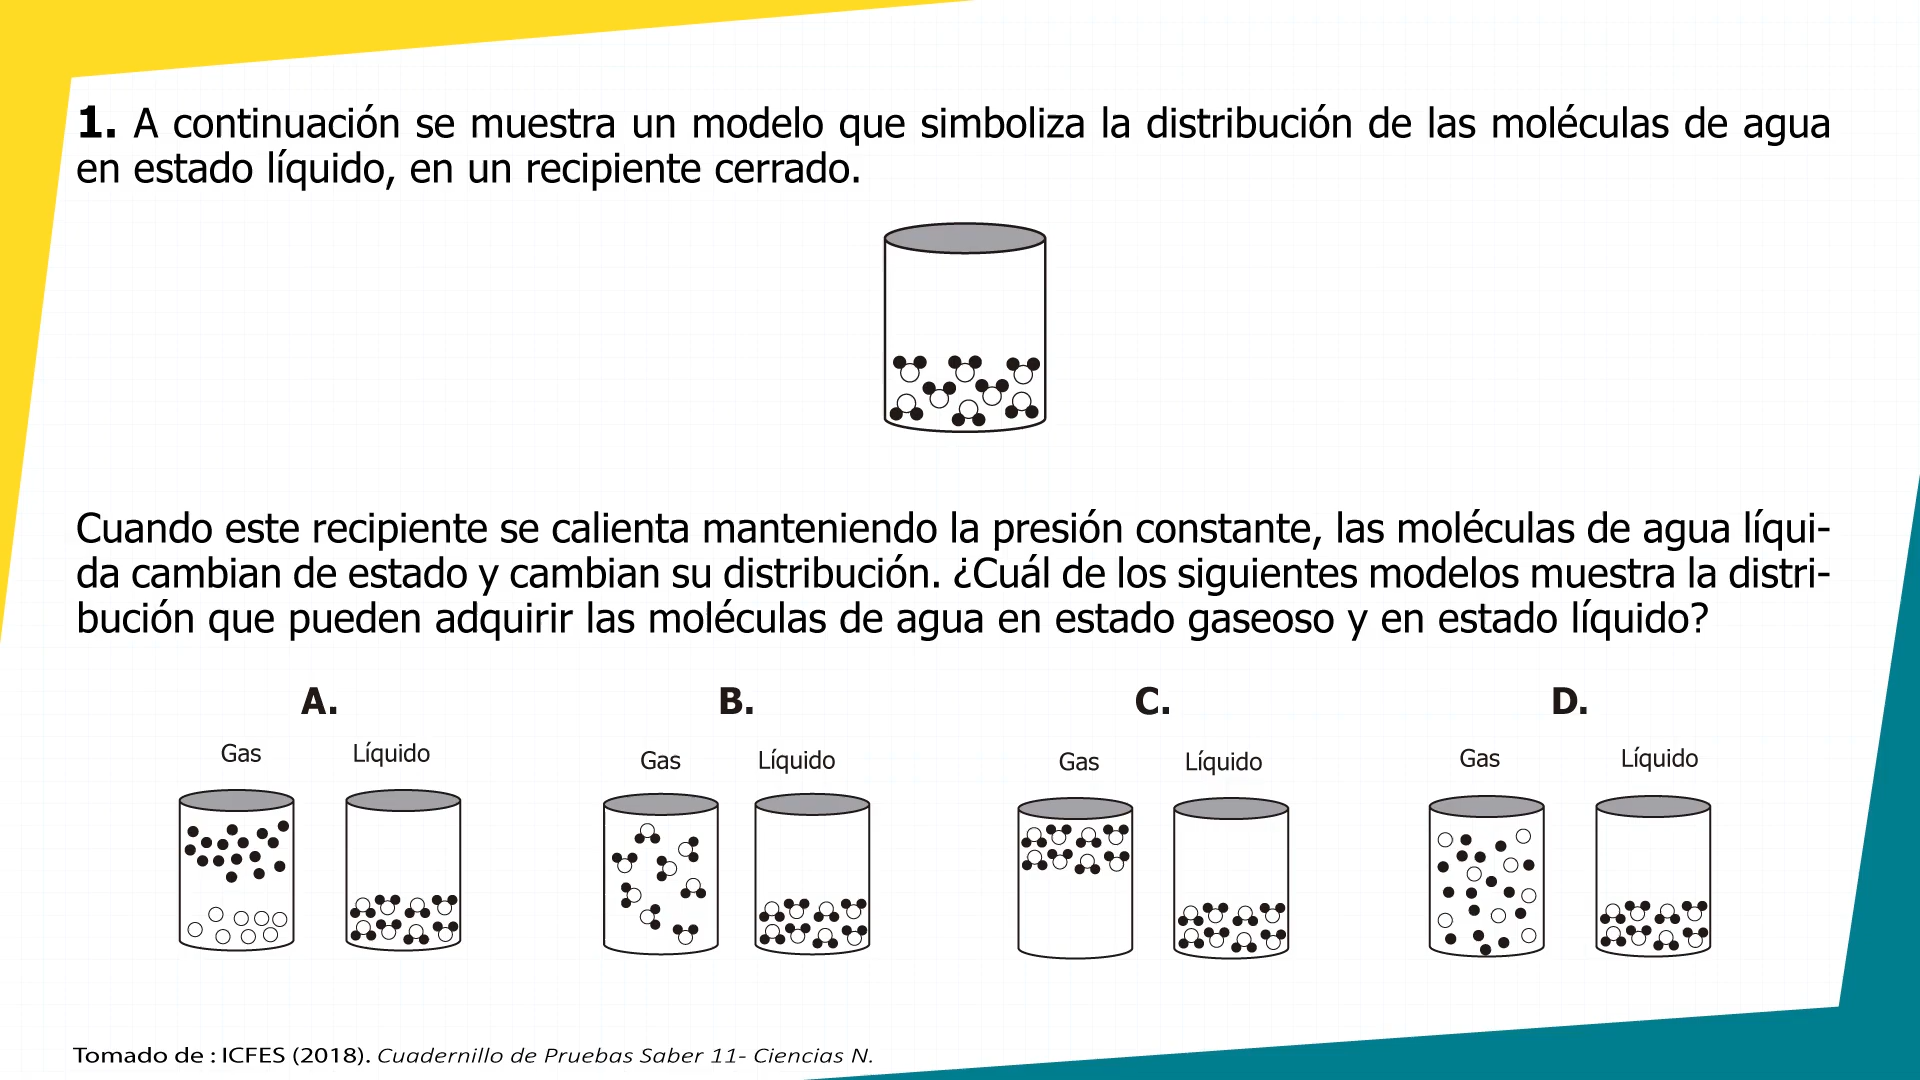 1. A continuación se muestra un modelo que simboliza la distribución de las moléculas de agua
en estado líquido, en un recipiente cerrado.
Cuando este recipiente se calienta manteniendo la presión constante, las moléculas de agua líqui-
da cambian de estado y cambian su distribución. ¿Cuál de los siguientes modelos muestra la distri-
bución que pueden adquirir las moléculas de agua en estado gaseoso y en estado líquido?
A.
Gas Líquido
B.
Gas Líquido
C.
Gas Líquido
D.
Gas Líquido
Tomado de : ICFES (2018). Cuadernillo de Pruebas Saber 11- Ciencias N.